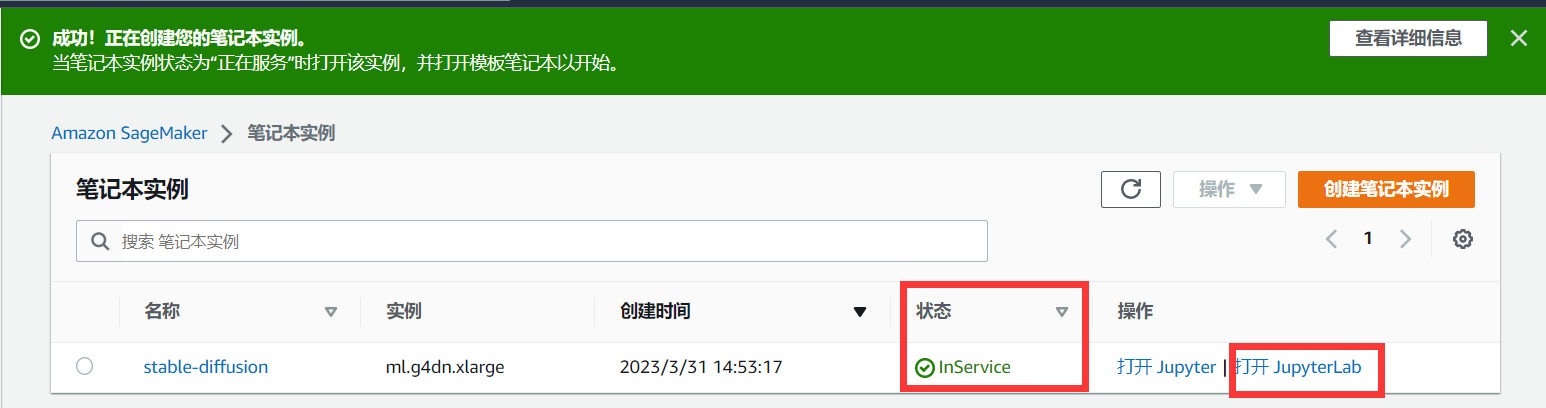 成功！正在创建您的笔记本实例。
查看详细信息
当笔记本实例状态为“正在服务”时打开该实例，并打开模板笔记本以开始。
Amazon SageMaker
笔记本实例
笔记本实例
操作
创建笔记本实例
搜索 笔记本实例
1
名称 实例 创建时间 状态 操作
stable-diffusion ml.g4dn.xlarge 2023/3/31 14:53:17 InService 打开 Jupyter | 打开 JupyterLab